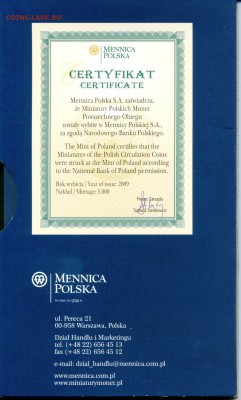 COINS.SAVE.RU
MENNICA
POLSKA
CERTYFIKAT
CERTIFICATE
Mennica Polska S.A. zaświadcza,
że Miniatury Polskich Monet
Powszechnego Obiegu
zostały wybite w Mennicy Polskiej S.A.,
za zgodą Narodowego Banku Polskiego.
The Mint of Poland certifies that the
Miniatures of the Polish Circulation Coins
were struck at the Mint of Poland according
to the National Bank of Poland permission.
Rok wybicia / Year of issue: 2009
Nakład / Mintage: 5.000
Prezes Zarządu
Tadeusz Steckiewicz
MENNICA
POLSKA
ul. Pereca 21
00-958 Warszawa, Polska
Dział Handlu i Marketingu
tel. (+48 22) 656 45 13
fax (+48 22) 656 45 12
e-mail: dzial_handlu@mennica.com.pl
www.mennica.com.pl
www.miniaturymonet.pl